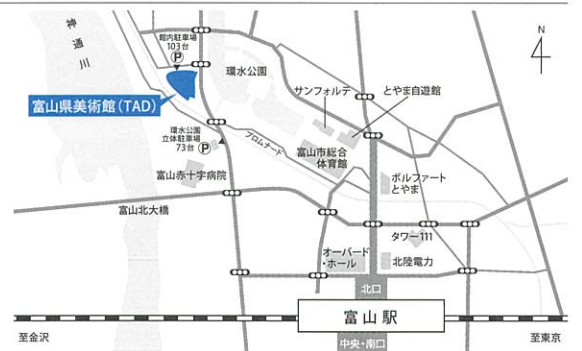 神通川
館内駐車場
103台
P
環水公園
N
サンフォルテ
とやま自遊館
富山県美術館(TAD)
環水公園
立体駐車場
73台 P
プロムナード
富山市総合
体育館
富山赤十字病院
ボルファート
とやま
富山北大橋
タワー111
オーバード
・ホール
北陸電力
北口
富山駅
至金沢
至東京
中央・南口